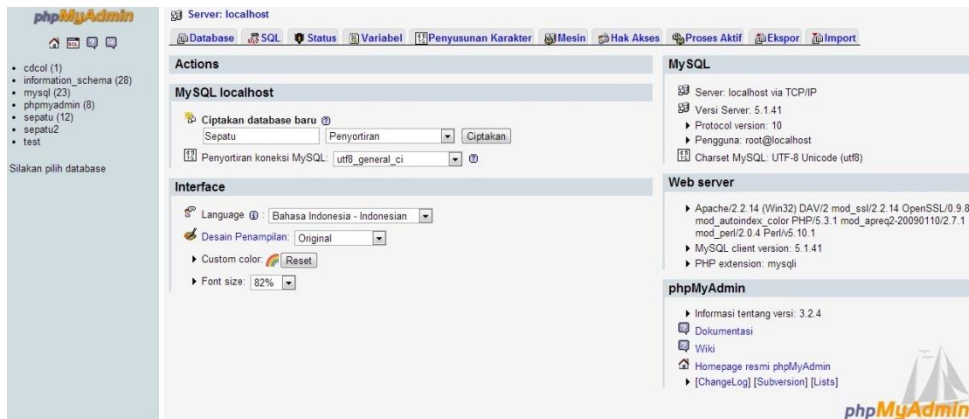 phpMyAdmin
cdcol (1)
information_schema (28)
mysql (23)
phpmyadmin (8)
sepatu (12)
sepatu2
test
Silakan pilih database
Server: localhost
Database SQL Status Variabel Penyusunan Karakter Mesin Hak Akses Proses Aktif Ekspor Import
Actions
MySQL localhost
Ciptakan database baru
Sepatu Penyortiran Ciptakan
Penyortiran koneksi MySQL: utf8_general_ci
Interface
Language : Bahasa Indonesia - Indonesian
Desain Penampilan: Original
Custom color: Reset
Font size: 82%
MySQL
Server: localhost via TCP/IP
Versi Server: 5.1.41
Protocol version: 10
Pengguna: root@localhost
Charset MySQL: UTF-8 Unicode (utf8)
Web server
Apache/2.2.14 (Win32) DAV/2 mod_ssl/2.2.14 OpenSSL/0.9.8
mod_autoindex_color PHP/5.3.1 mod_apreq2-20090110/2.7.1
mod_perl/2.0.4 Perl/v5.10.1
MySQL client version: 5.1.41
PHP extension: mysqli
phpMyAdmin
Informasi tentang versi: 3.2.4
Dokumentasi
Wiki
Homepage resmi phpMyAdmin
[ChangeLog] [Subversion] [Lists]
phpMyAdmin